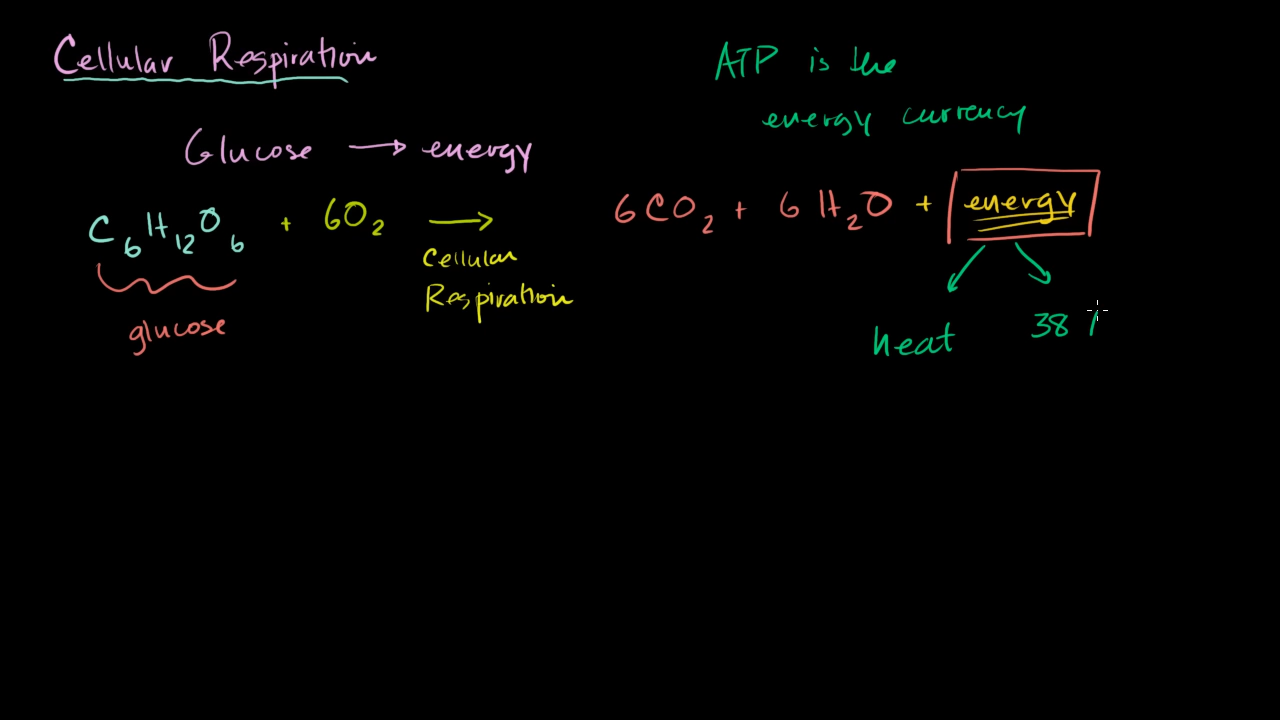 Cellular Respiration
ATP is the
energy currency
Glucose → energy
C₆H₁₂O₆ + 6O₂ → 6CO₂ + 6H₂O + energy
Cellular
Respiration
glucose
heat
38